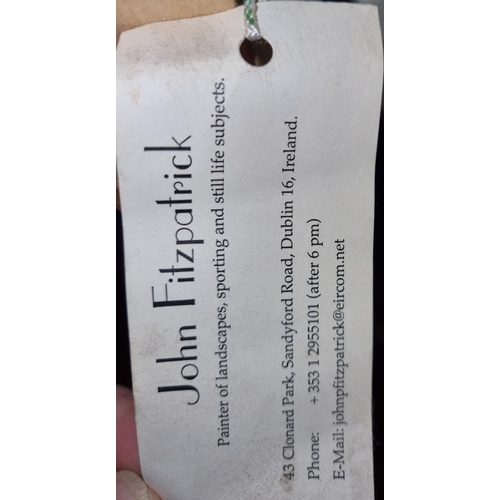 John Fitzpatrick
Painter of landscapes, sporting and still life subjects.
43 Clonard Park, Sandyford Road, Dublin 16, Ireland.
Phone: + 353 1 2955101 (after 6 pm)
E-Mail: johnpfitzpatrick@eircom.net